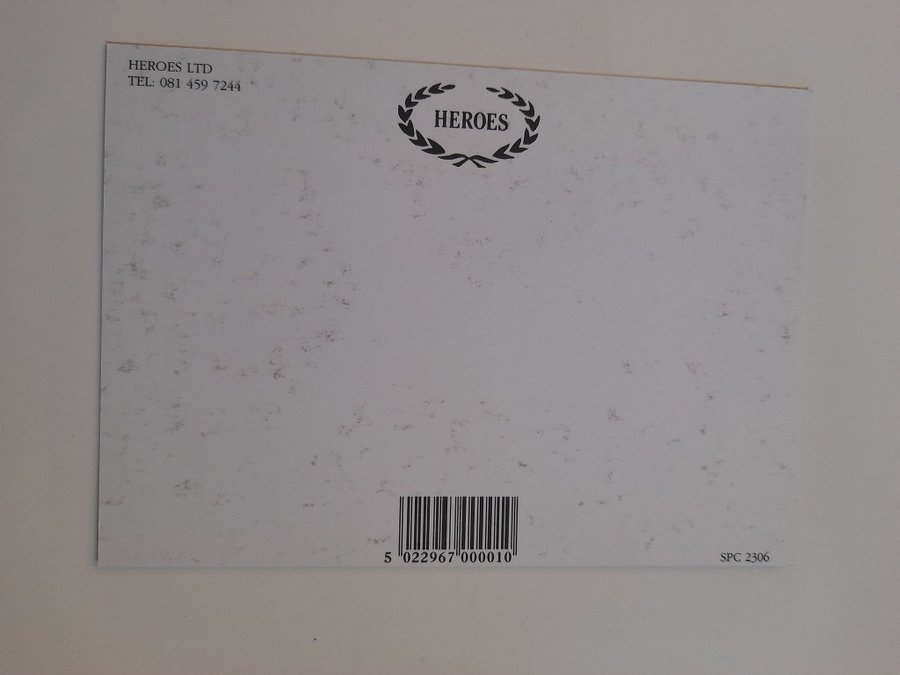 HEROES LTD
TEL: 081 459 7244
HEROES
5 022967 000010
SPC 2306